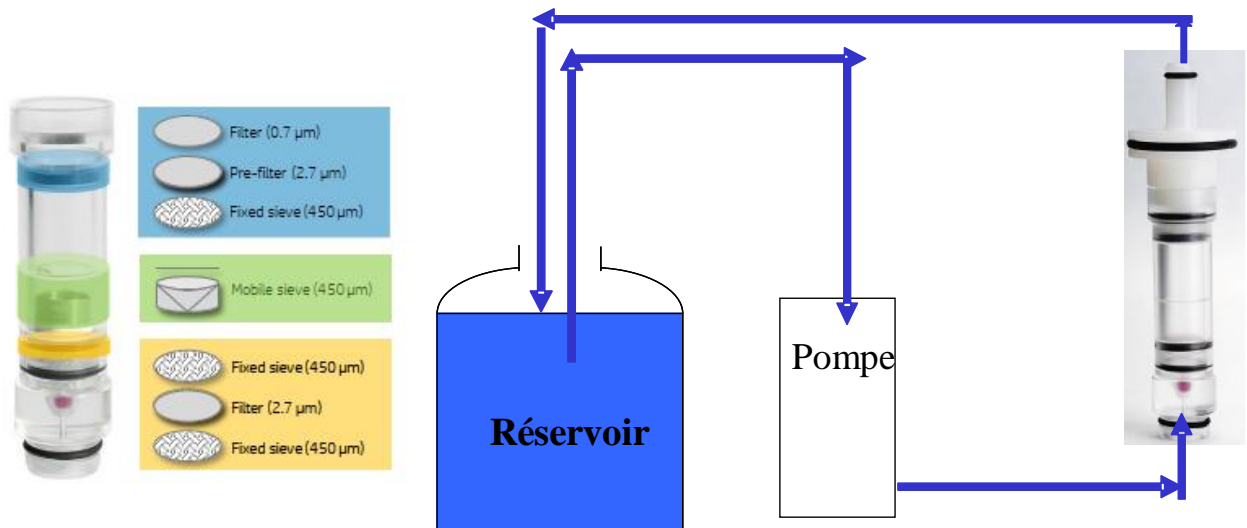 Filter (0.7 µm)
Pre-filter (2.7 µm)
Fixed sieve (450 µm)
Mobile sieve (450 µm)
Fixed sieve (450 µm)
Filter (2.7 µm)
Fixed sieve (450 µm)
Réservoir
Pompe